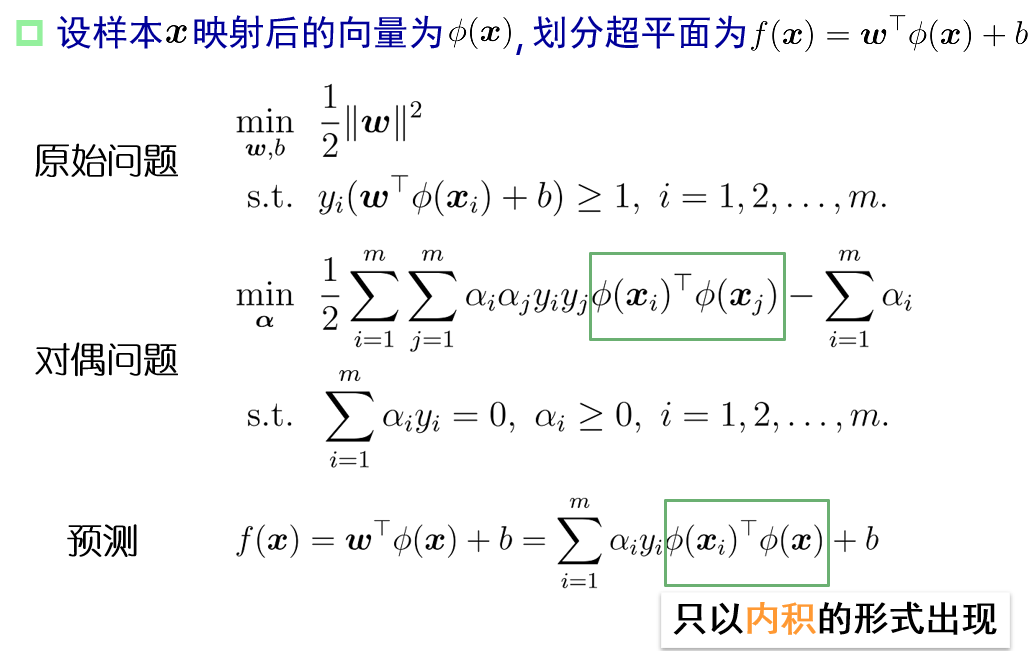 设样本$\boldsymbol{x}$映射后的向量为$\phi(\boldsymbol{x})$, 划分超平面为$f(\boldsymbol{x}) = \boldsymbol{w}^\top \phi(\boldsymbol{x}) + b$
原始问题
$\min_{\boldsymbol{w},b} \ \frac{1}{2}\|\boldsymbol{w}\|^2$
$\text{s.t.} \ y_i(\boldsymbol{w}^\top \phi(\boldsymbol{x}_i) + b) \geq 1, \ i = 1, 2, \ldots, m.$
对偶问题
$\min_{\boldsymbol{\alpha}} \ \frac{1}{2} \sum_{i=1}^{m} \sum_{j=1}^{m} \alpha_i \alpha_j y_i y_j \phi(\boldsymbol{x}_i)^\top \phi(\boldsymbol{x}_j) - \sum_{i=1}^{m} \alpha_i$
$\text{s.t.} \ \sum_{i=1}^{m} \alpha_i y_i = 0, \ \alpha_i \geq 0, \ i = 1, 2, \ldots, m.$
预测
$f(\boldsymbol{x}) = \boldsymbol{w}^\top \phi(\boldsymbol{x}) + b = \sum_{i=1}^{m} \alpha_i y_i \phi(\boldsymbol{x}_i)^\top \phi(\boldsymbol{x}) + b$
只以内积的形式出现